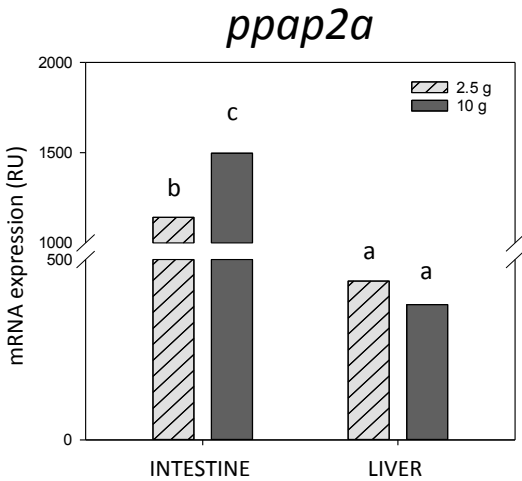 ppap2a
mRNA expression (RU)
2000
1500
1000
500
0
2.5 g
10 g
b
c
a
a
INTESTINE
LIVER